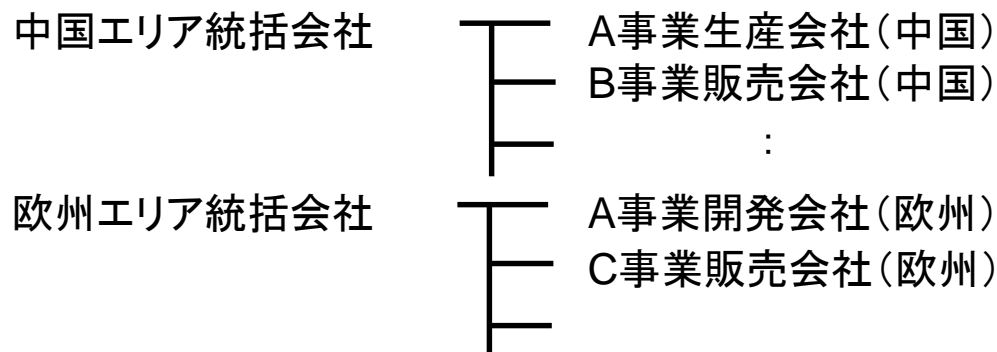 中国エリア統括会社 A事業生産会社（中国）
B事業販売会社（中国）
：
欧州エリア統括会社 A事業開発会社（欧州）
C事業販売会社（欧州）